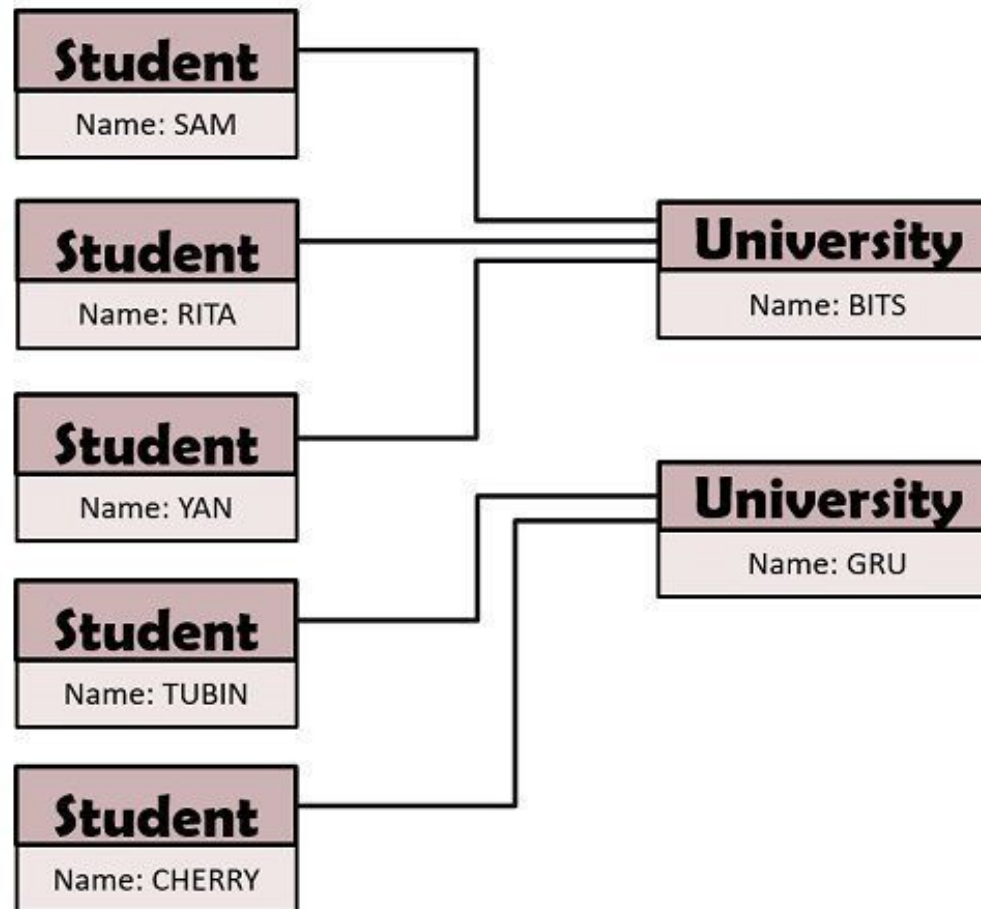 Student
Name: SAM
Student
Name: RITA
Student
Name: YAN
Student
Name: TUBIN
Student
Name: CHERRY
University
Name: BITS
University
Name: GRU